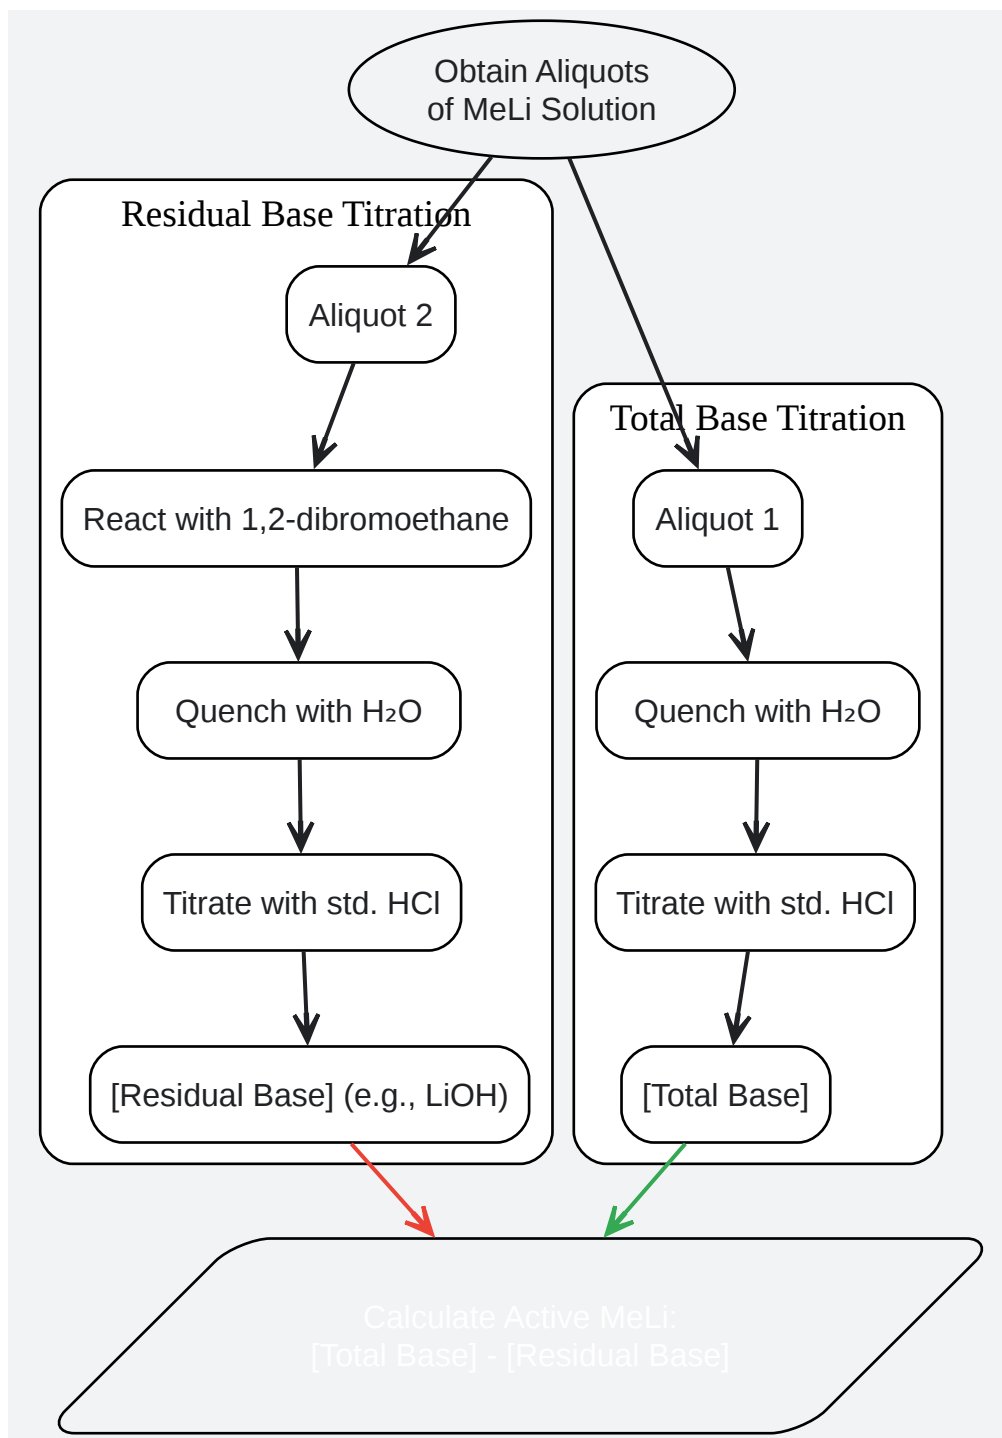 Obtain Aliquots
of MeLi Solution
Residual Base Titration
Aliquot 2
React with 1,2-dibromoethane
Quench with H₂O
Titrate with std. HCl
[Residual Base] (e.g., LiOH)
Total Base Titration
Aliquot 1
Quench with H₂O
Titrate with std. HCl
[Total Base]
Calculate Active MeLi:
[Total Base] - [Residual Base]